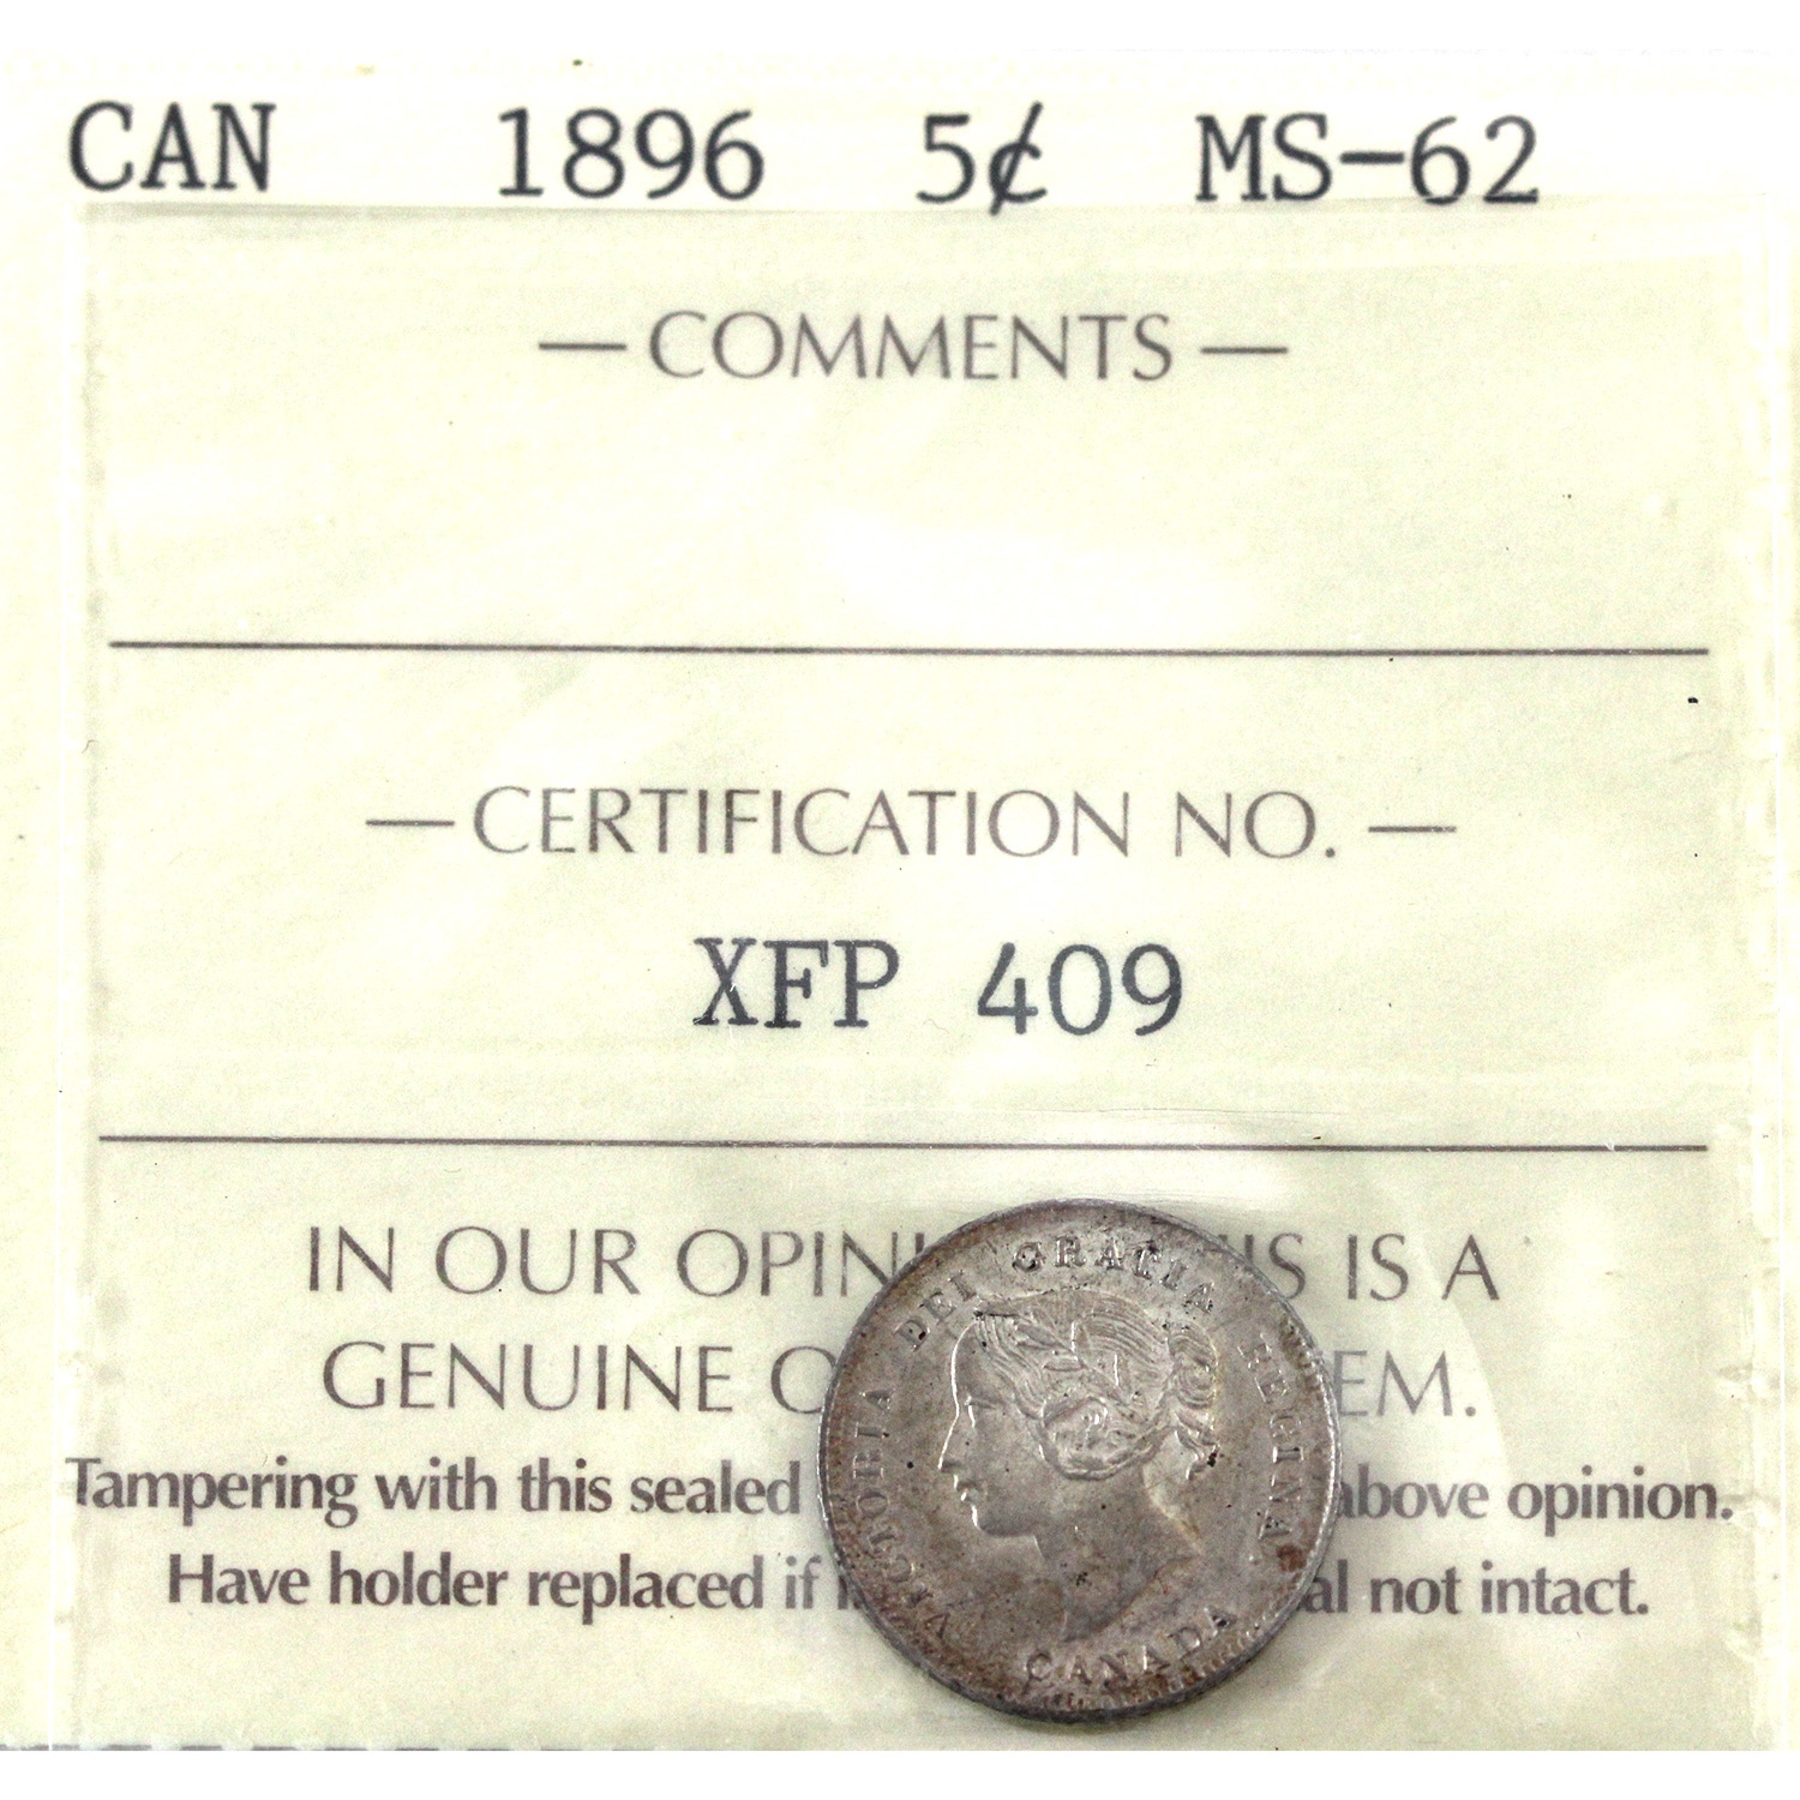 CAN 1896 5¢ MS-62
— COMMENTS —
— CERTIFICATION NO. —
XFP 409
IN OUR OPINI IS IS A
GENUINE O EM.
Tampering with this sealed above opinion.
Have holder replaced if al not intact.
VICTORIA DEI GRATIA REGINA
CANADA